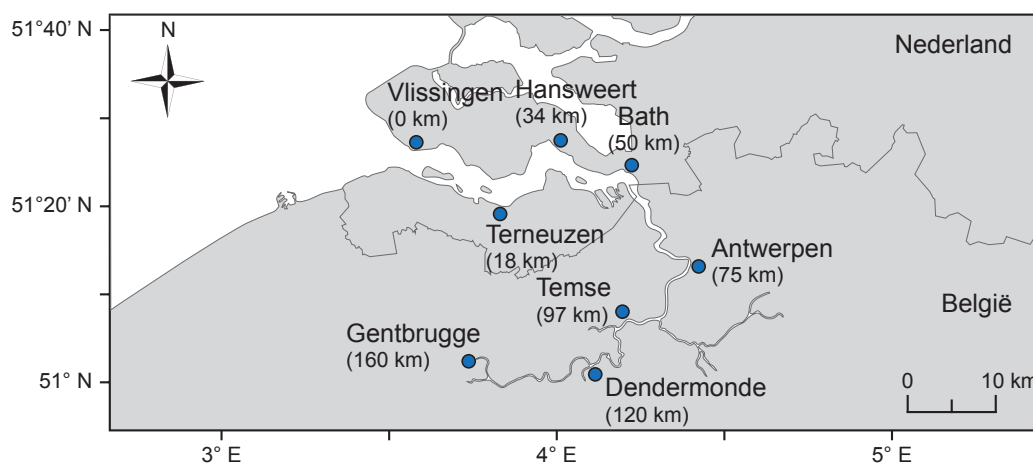 51°40' N
N
Nederland
Vlissingen
(0 km)
Hansweert
(34 km)
Bath
(50 km)
51°20' N
Terneuzen
(18 km)
Antwerpen
(75 km)
Temse
(97 km)
België
Gentbrugge
(160 km)
51° N
Dendermonde
(120 km)
0 10 km
3° E 4° E 5° E